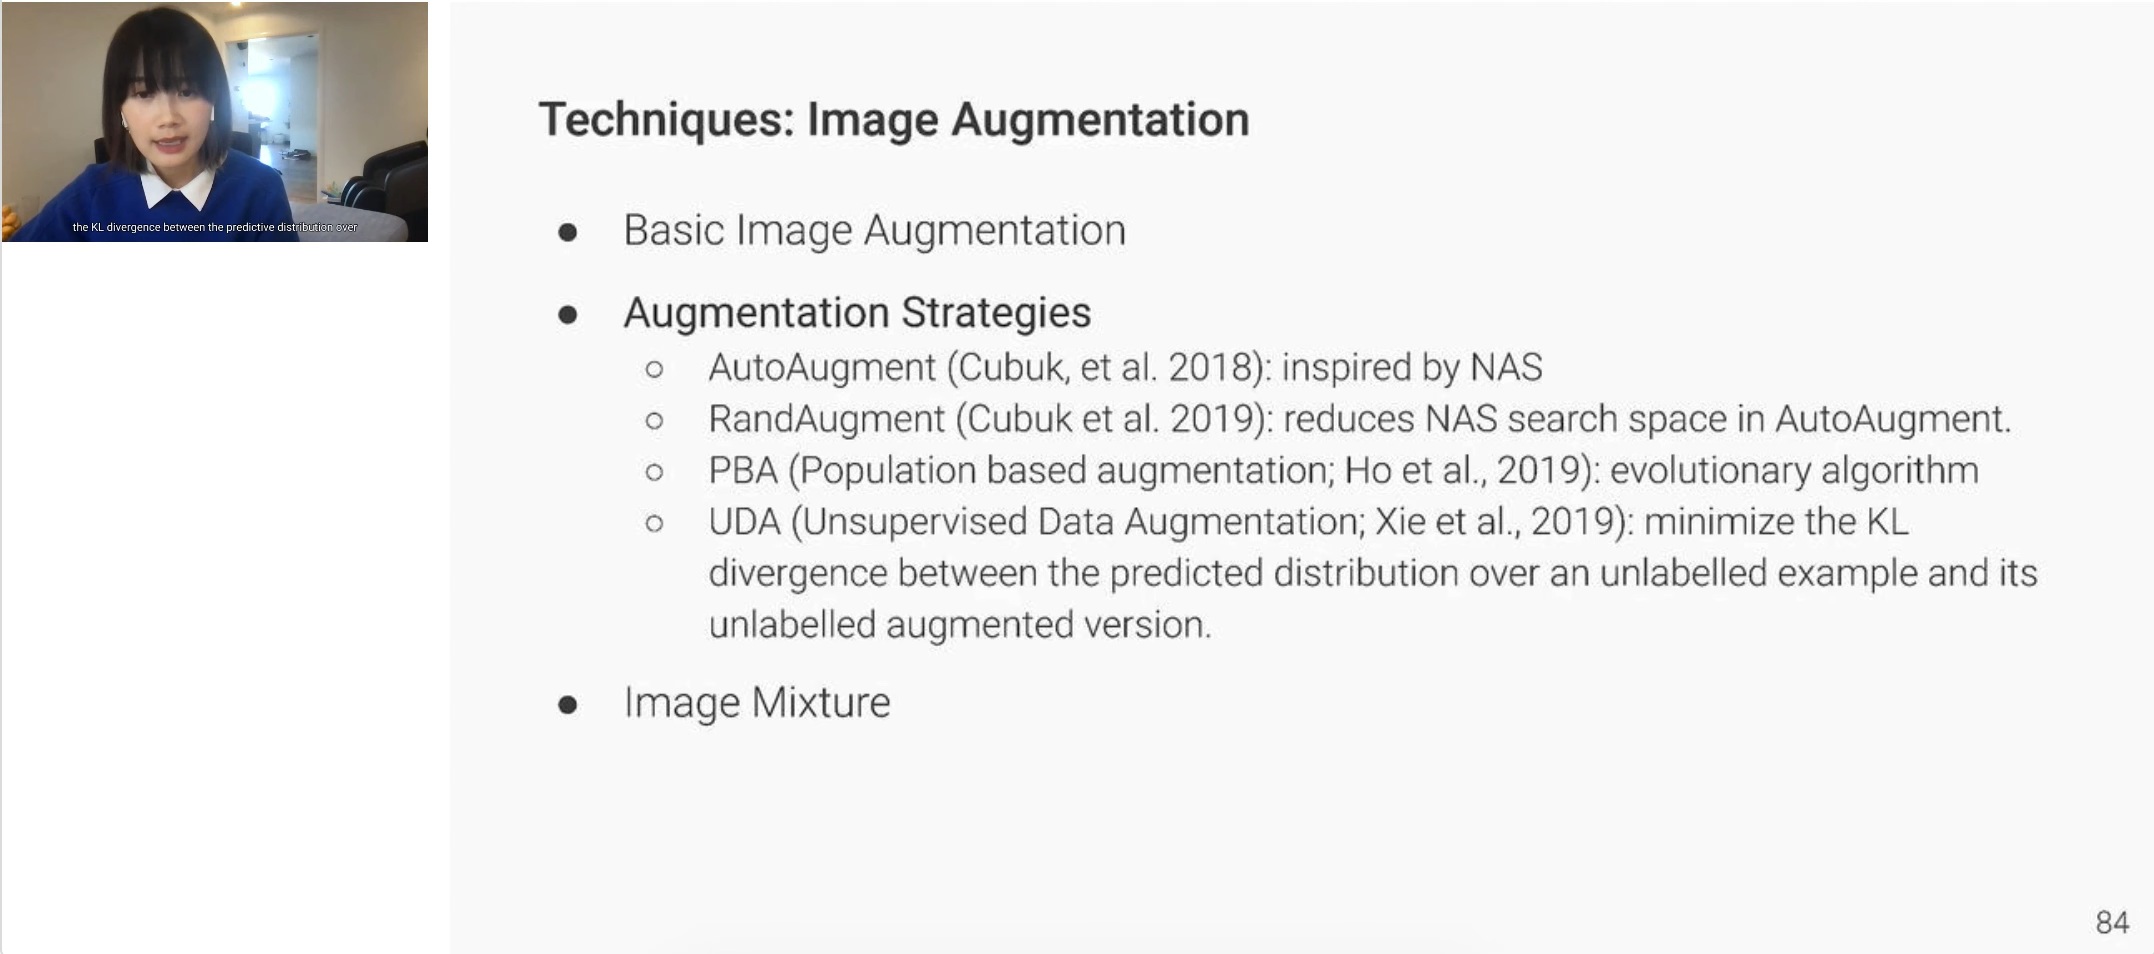 the KL divergence between the predictive distribution over
Techniques: Image Augmentation
● Basic Image Augmentation
● Augmentation Strategies
○ AutoAugment (Cubuk, et al. 2018): inspired by NAS
○ RandAugment (Cubuk et al. 2019): reduces NAS search space in AutoAugment.
○ PBA (Population based augmentation; Ho et al., 2019): evolutionary algorithm
○ UDA (Unsupervised Data Augmentation; Xie et al., 2019): minimize the KL
divergence between the predicted distribution over an unlabelled example and its
unlabelled augmented version.
● Image Mixture
84